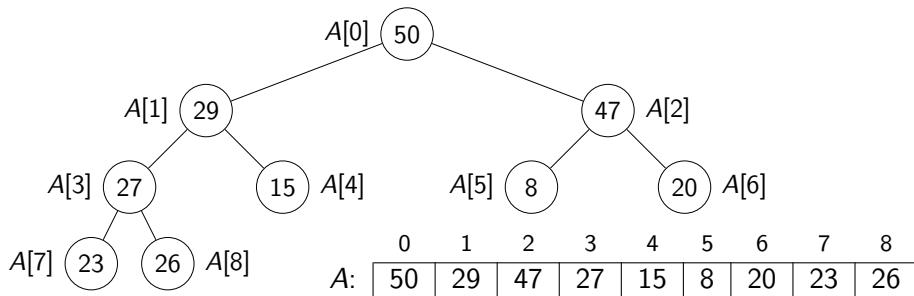 A[0] 50
A[1] 29 47 A[2]
A[3] 27 15 A[4] A[5] 8 20 A[6]
0 1 2 3 4 5 6 7 8
A[7] 23 26 A[8]
A: 50 29 47 27 15 8 20 23 26